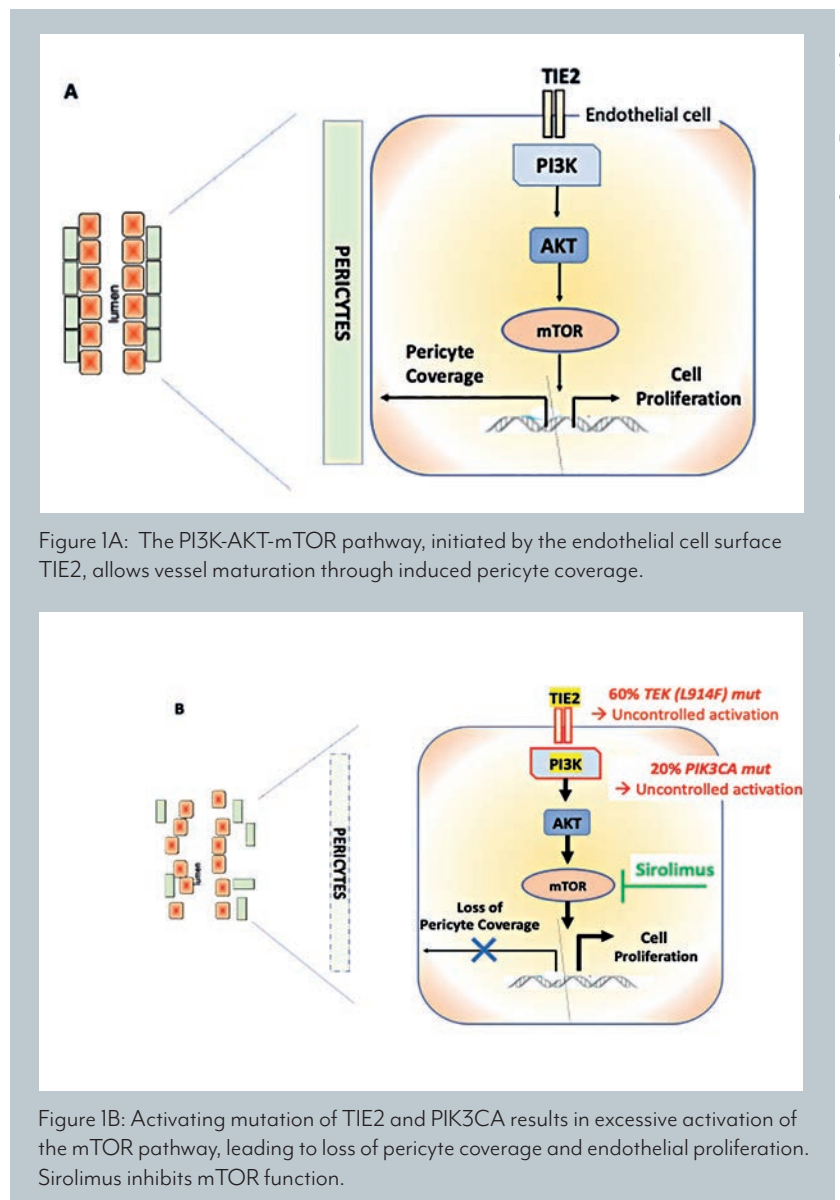 A
TIE2
Endothelial cell
PI3K
PERICYTES
AKT
lumen
mTOR
Pericyte
Coverage
Cell
Proliferation
Figure 1A: The PI3K-AKT-mTOR pathway, initiated by the endothelial cell surface
TIE2, allows vessel maturation through induced pericyte coverage.
B
TIE2
60% TEK (L914F) mut
→ Uncontrolled activation
PI3K
20% PIK3CA mut
→ Uncontrolled activation
PERICYTES
AKT
lumen
mTOR
Sirolimus
Loss of
Pericyte Coverage
Cell
Proliferation
Figure 1B: Activating mutation of TIE2 and PIK3CA results in excessive activation of
the mTOR pathway, leading to loss of pericyte coverage and endothelial proliferation.
Sirolimus inhibits mTOR function.